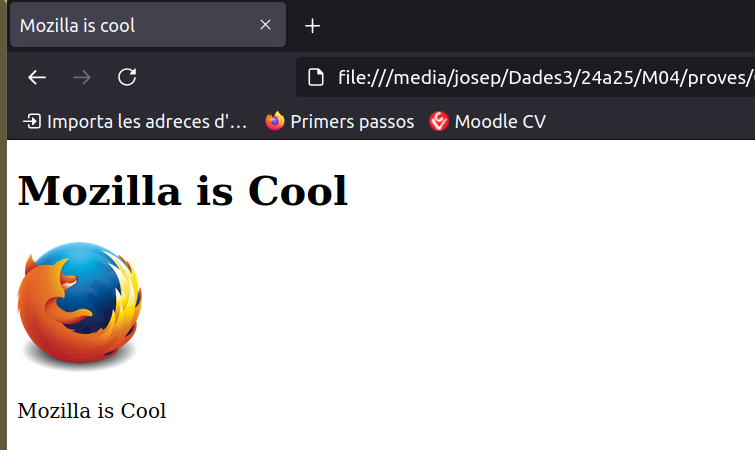 Mozilla is cool
file:///media/josep/Dades3/24a25/M04/proves/
Importa les adreces d'… Primers passos Moodle CV
Mozilla is Cool
Mozilla is Cool